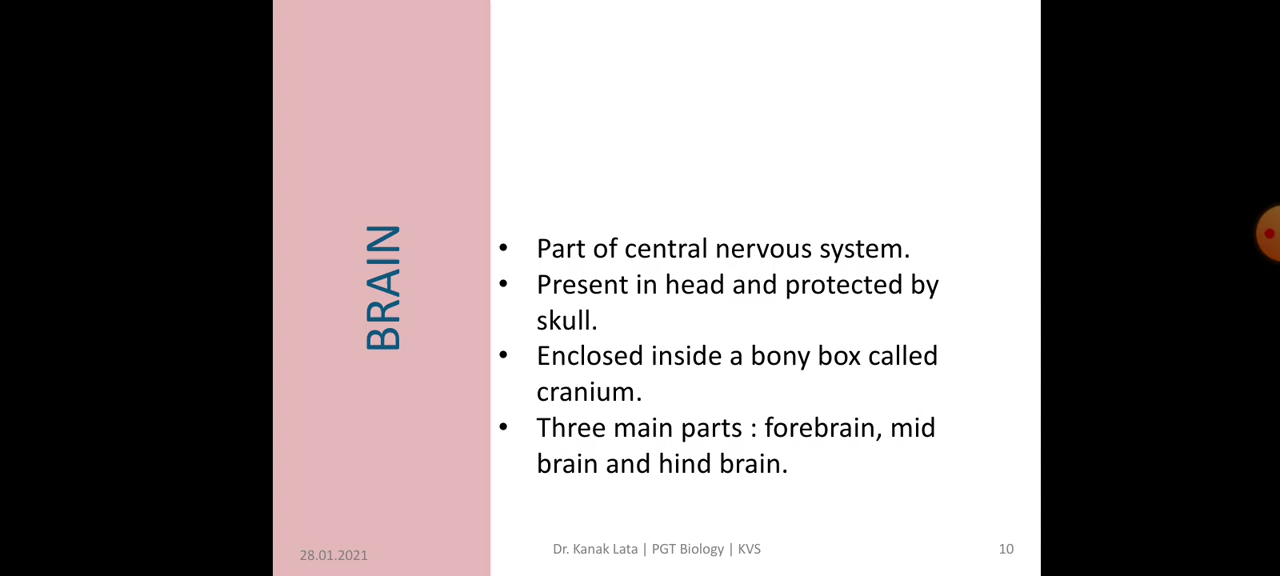 BRAIN
• Part of central nervous system.
• Present in head and protected by
skull.
• Enclosed inside a bony box called
cranium.
• Three main parts : forebrain, mid
brain and hind brain.
28.01.2021
Dr. Kanak Lata | PGT Biology | KVS
10